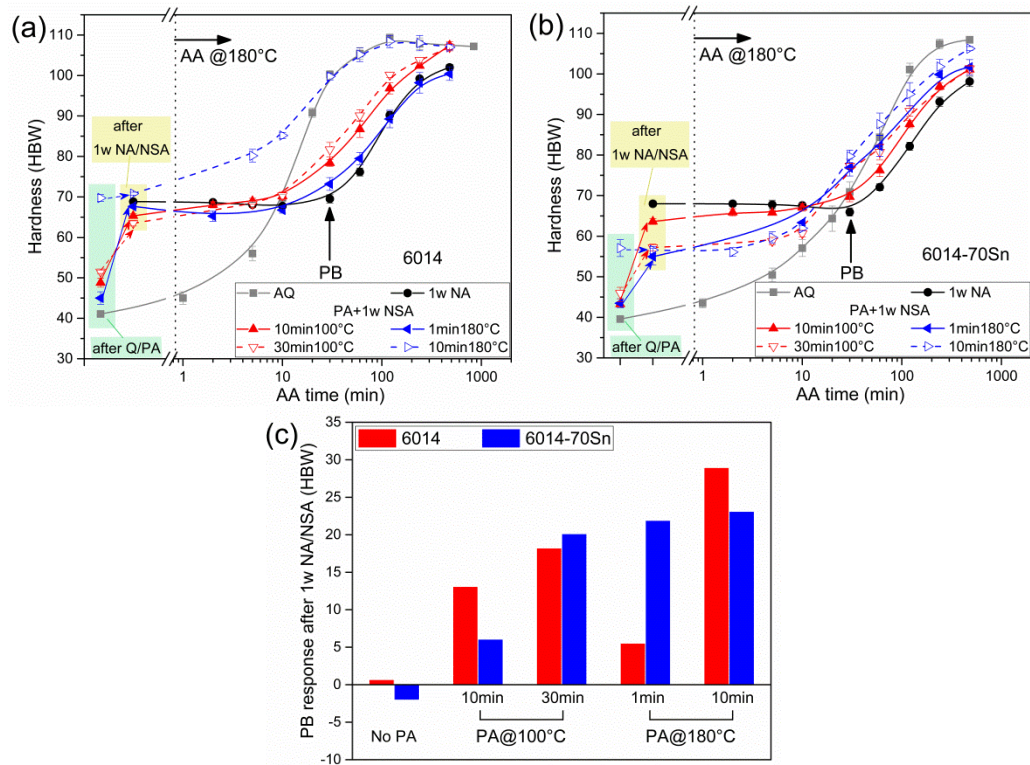 (a)
AA @180°C
after
1w NA/NSA
PB
6014
AQ
1w NA
PA+1w NSA
10min100°C
1min180°C
30min100°C
10min180°C
after Q/PA
Hardness (HBW)
110
100
90
80
70
60
50
40
30
1
10
100
1000
AA time (min)
(b)
AA @180°C
after
1w NA/NSA
PB
6014-70Sn
AQ
1w NA
PA+1w NSA
10min100°C
1min180°C
30min100°C
10min180°C
after Q/PA
Hardness (HBW)
110
100
90
80
70
60
50
40
30
1
10
100
1000
AA time (min)
(c)
6014
6014-70Sn
PB response after 1w NA/NSA (HBW)
35
30
25
20
15
10
5
0
-5
-10
10min
30min
1min
10min
No PA
PA@100°C
PA@180°C